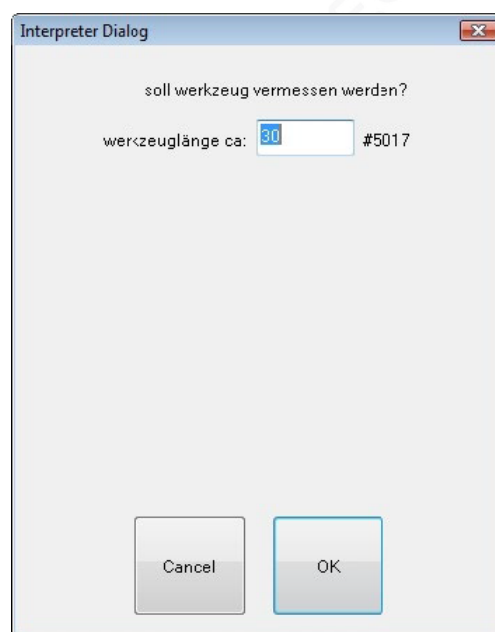 Interpreter Dialog
soll werkzeug vermessen werden?
werkzeuglänge ca: 30 #5017
Cancel OK